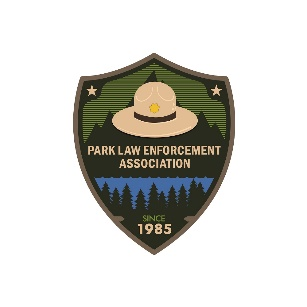 PARK LAW ENFORCEMENT
ASSOCIATION
SINCE
1985